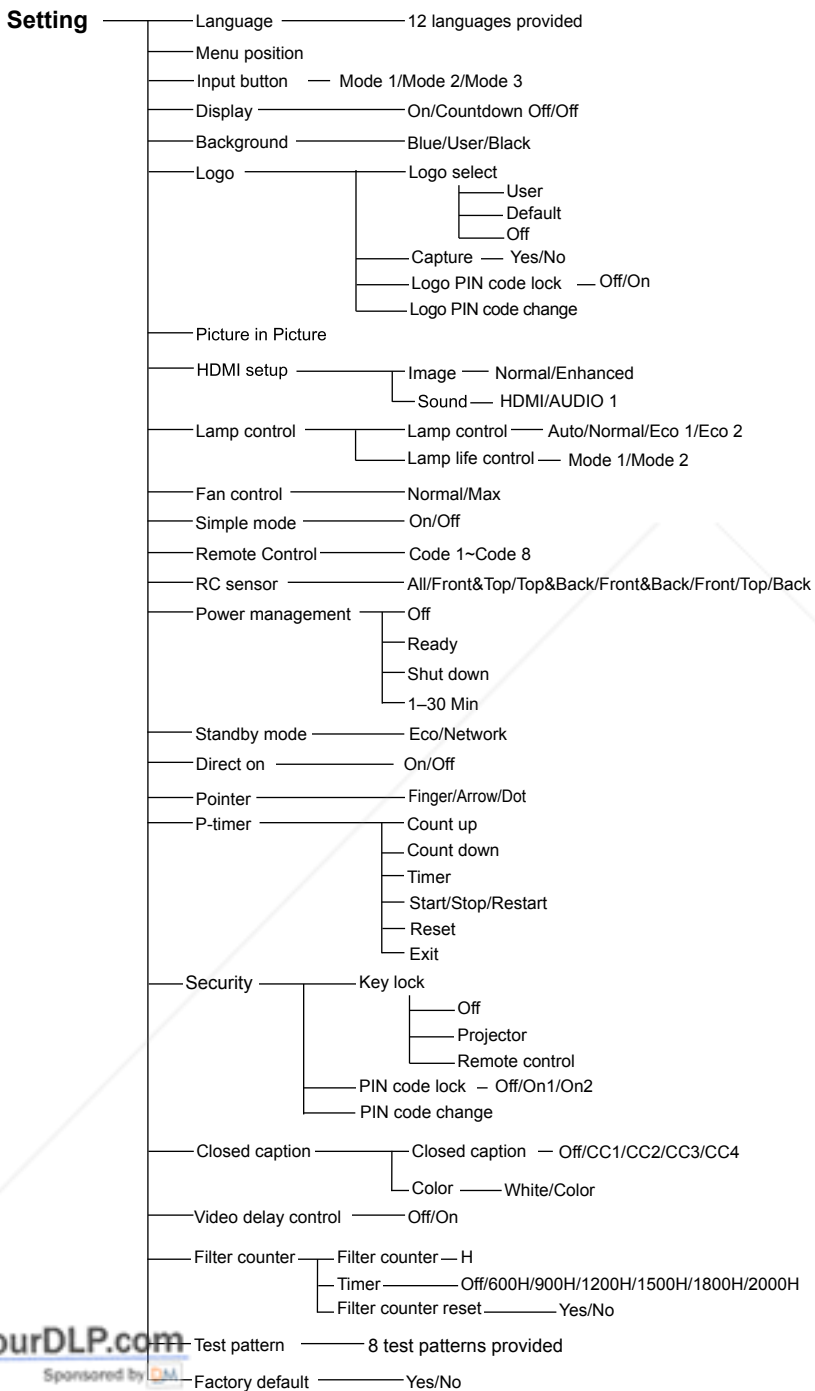 Setting Language 12 languages provided
Menu position
Input button Mode 1/Mode 2/Mode 3
Display On/Countdown Off/Off
Background Blue/User/Black
Logo Logo select
User
Default
Off
Capture Yes/No
Logo PIN code lock Off/On
Logo PIN code change
Picture in Picture
HDMI setup Image Normal/Enhanced
Sound HDMI/AUDIO 1
Lamp control Lamp control Auto/Normal/Eco 1/Eco 2
Lamp life control Mode 1/Mode 2
Fan control Normal/Max
Simple mode On/Off
Remote Control Code 1~Code 8
RC sensor All/Front&Top/Top&Back/Front&Back/Front/Top/Back
Power management Off
Ready
Shut down
1–30 Min
Standby mode Eco/Network
Direct on On/Off
Pointer Finger/Arrow/Dot
P-timer Count up
Count down
Timer
Start/Stop/Restart
Reset
Exit
Security Key lock
Off
Projector
Remote control
PIN code lock Off/On1/On2
PIN code change
Closed caption Closed caption Off/CC1/CC2/CC3/CC4
Color White/Color
Video delay control Off/On
Filter counter Filter counter H
Timer Off/600H/900H/1200H/1500H/1800H/2000H
Filter counter reset Yes/No
ourDLP.com Test pattern 8 test patterns provided
Sponsored by DM Factory default Yes/No